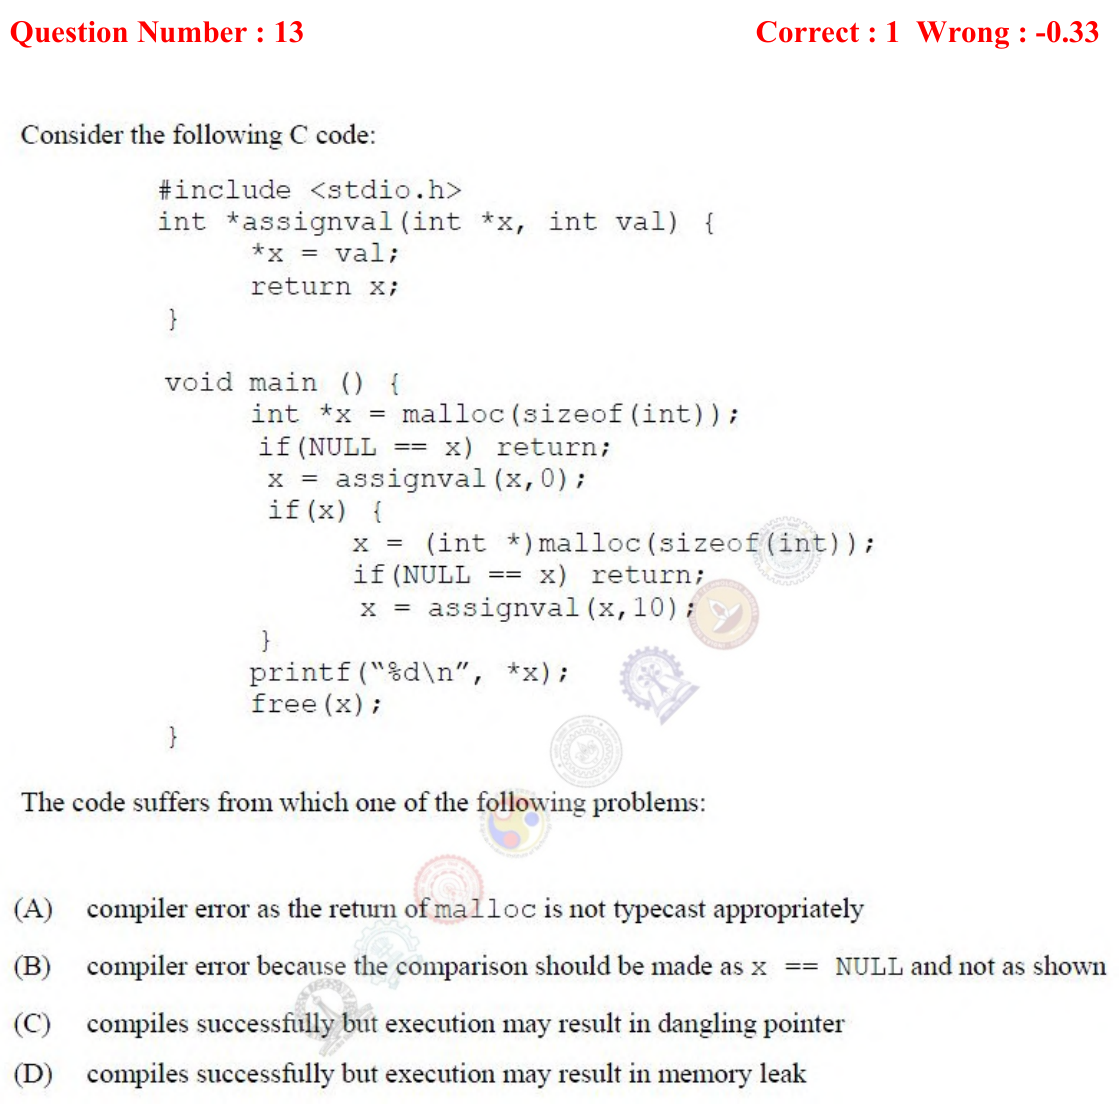 Question Number : 13 Correct : 1 Wrong : -0.33
Consider the following C code:
#include <stdio.h>
int *assignval(int *x, int val) {
*x = val;
return x;
}
void main () {
int *x = malloc(sizeof(int));
if(NULL == x) return;
x = assignval(x,0);
if(x) {
x = (int *)malloc(sizeof(int));
if(NULL == x) return;
x = assignval(x,10);
}
printf(“%d\n”, *x);
free(x);
}
The code suffers from which one of the following problems:
(A) compiler error as the return of malloc is not typecast appropriately
(B) compiler error because the comparison should be made as x == NULL and not as shown
(C) compiles successfully but execution may result in dangling pointer
(D) compiles successfully but execution may result in memory leak